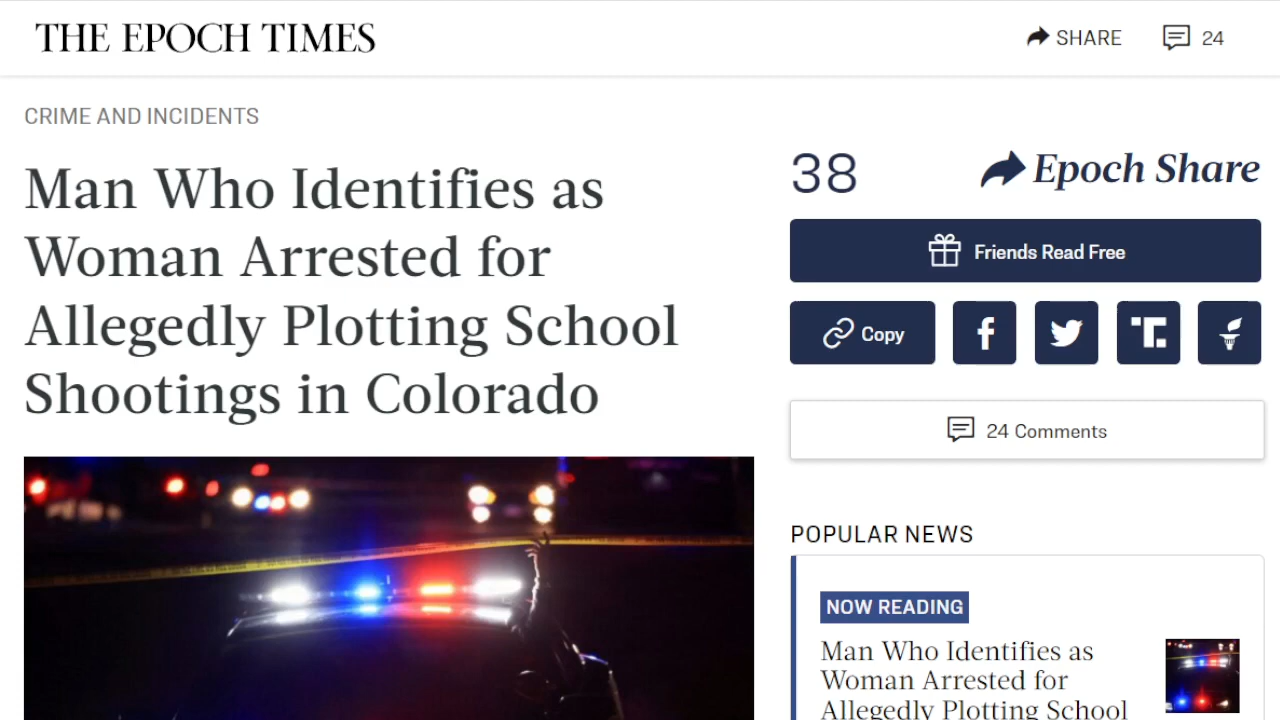 THE EPOCH TIMES
SHARE
24
CRIME AND INCIDENTS
Man Who Identifies as
Woman Arrested for
Allegedly Plotting School
Shootings in Colorado
38
Epoch Share
Friends Read Free
Copy
24 Comments
POPULAR NEWS
NOW READING
Man Who Identifies as
Woman Arrested for
Allegedly Plotting School